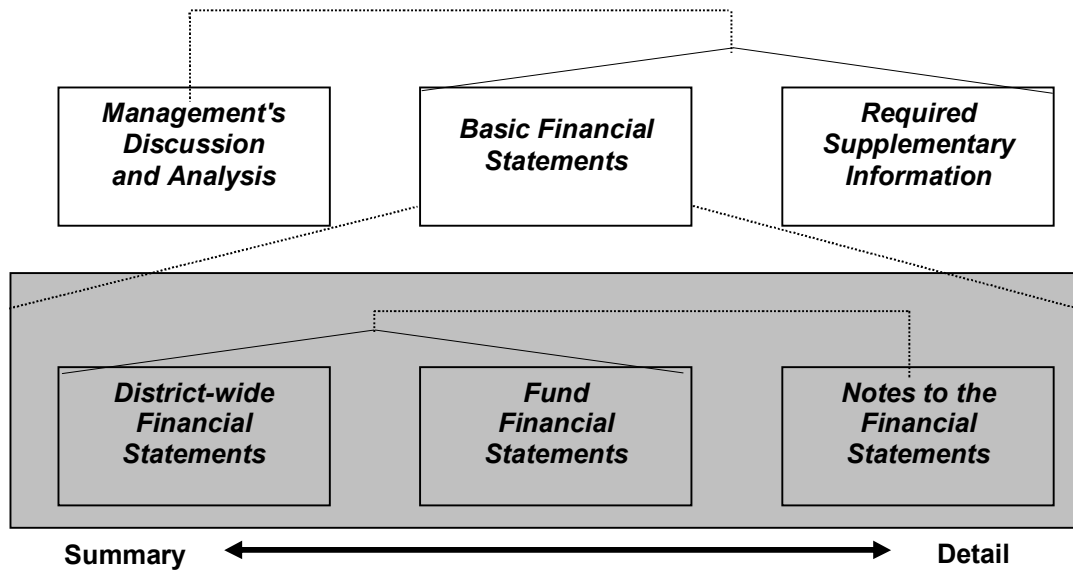 Management's
Discussion
and Analysis
Basic Financial
Statements
Required
Supplementary
Information
District-wide
Financial
Statements
Fund
Financial
Statements
Notes to the
Financial
Statements
Summary
Detail